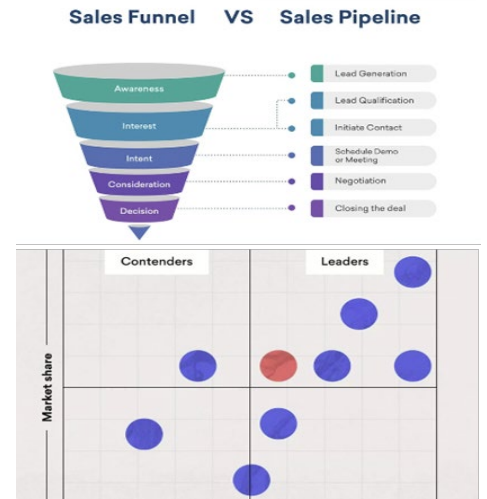 Sales Funnel VS Sales Pipeline
Awareness
Interest
Intent
Consideration
Decision
Lead Generation
Lead Qualification
Initiate Contact
Schedule Demo
or Meeting
Negotiation
Closing the deal
Contenders
Leaders
Market share